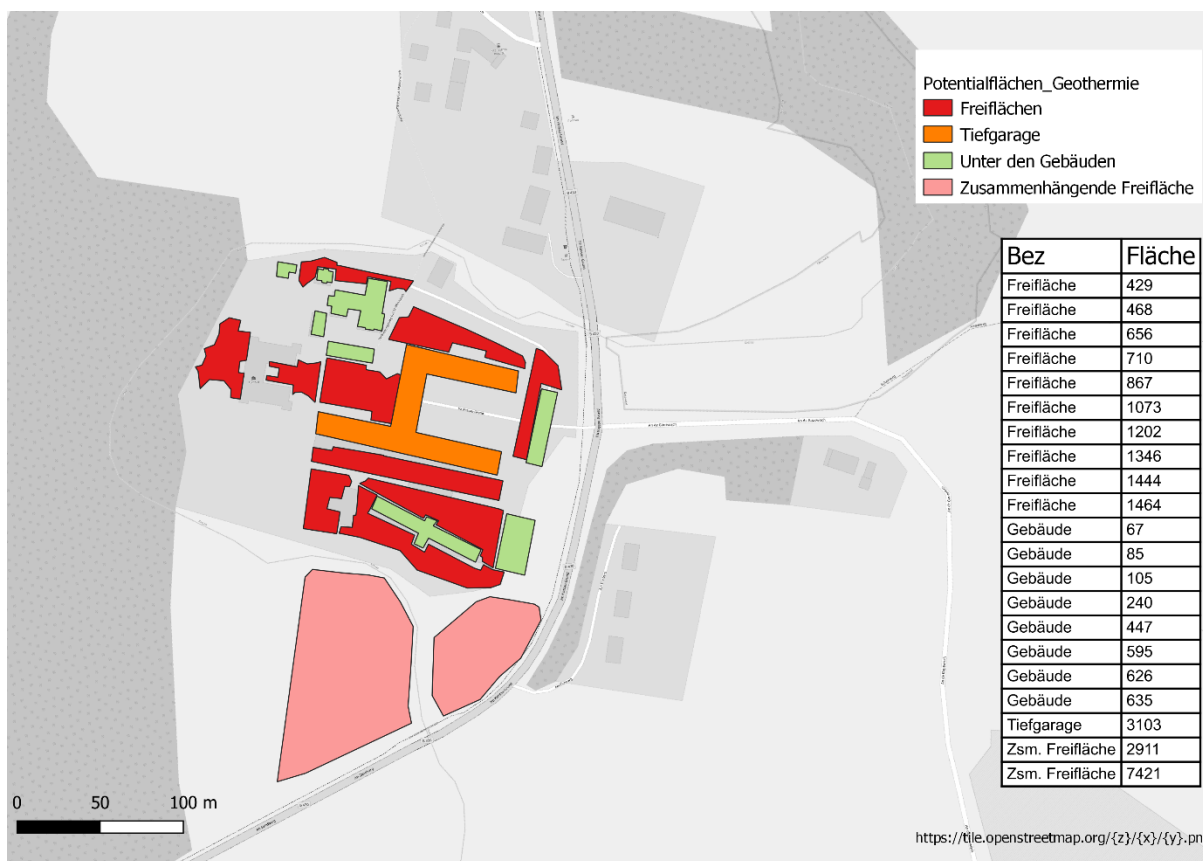 Potentialflächen_Geothermie
Freiflächen
Tiefgarage
Unter den Gebäuden
Zusammenhängende Freifläche
Bez Fläche
Freifläche 429
Freifläche 468
Freifläche 656
Freifläche 710
Freifläche 867
Freifläche 1073
Freifläche 1202
Freifläche 1346
Freifläche 1444
Freifläche 1464
Gebäude 67
Gebäude 85
Gebäude 105
Gebäude 240
Gebäude 447
Gebäude 595
Gebäude 626
Gebäude 635
Tiefgarage 3103
Zsm. Freifläche 2911
Zsm. Freifläche 7421
0 50 100 m
https://tile.openstreetmap.org/{z}/{x}/{y}.pn